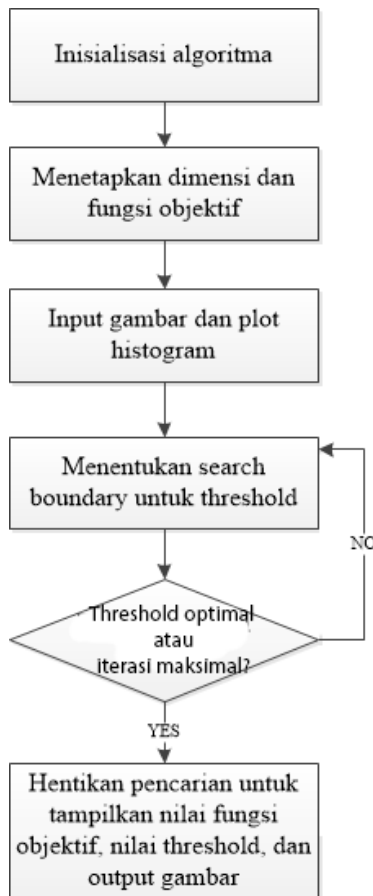 Inisialisasi algoritma
Menetapkan dimensi dan
fungsi objektif
Input gambar dan plot
histogram
Menentukan search
boundary untuk threshold
NO
Threshold optimal
atau
iterasi maksimal?
YES
Hentikan pencarian untuk
tampilkan nilai fungsi
objektif, nilai threshold, dan
output gambar